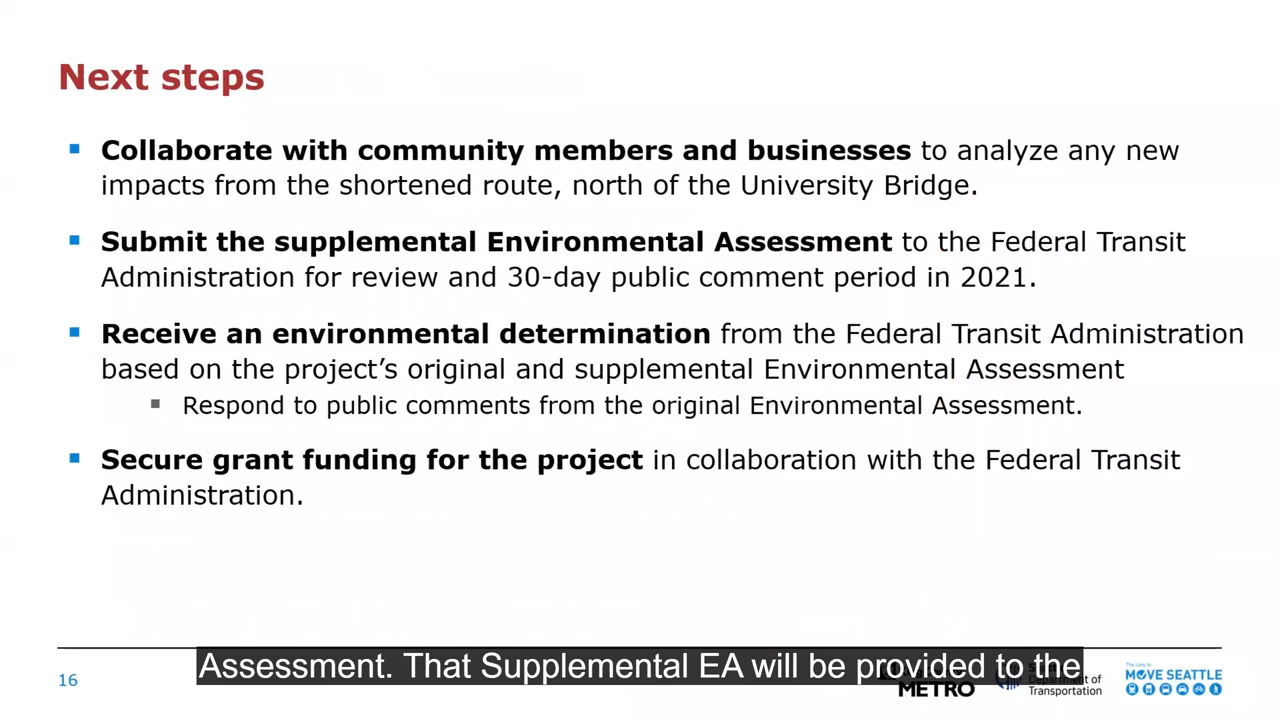 Next steps
Collaborate with community members and businesses to analyze any new
impacts from the shortened route, north of the University Bridge.
Submit the supplemental Environmental Assessment to the Federal Transit
Administration for review and 30-day public comment period in 2021.
Receive an environmental determination from the Federal Transit Administration
based on the project’s original and supplemental Environmental Assessment
Respond to public comments from the original Environmental Assessment.
Secure grant funding for the project in collaboration with the Federal Transit
Administration.
Assessment. That Supplemental EA will be provided to the
16
METRO
Department of
Transportation
The Levy to
MOVE SEATTLE